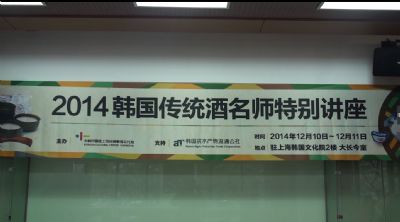 2014韩国传统酒名师特别讲座
主办
支持 aT 韩国农水产食品流通公社
时间 2014年12月10日~12月11日
地点 驻上海韩国文化院2楼 大长今室